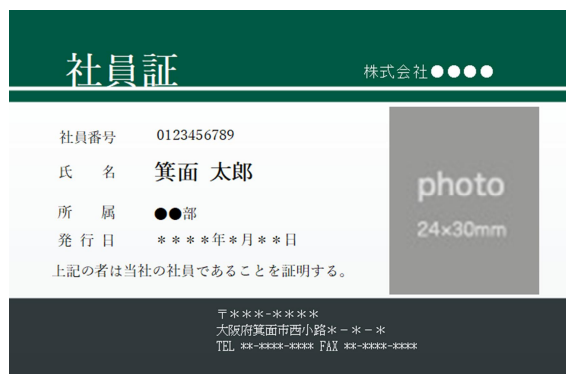 社員証
株式会社●●●●
社員番号 0123456789
氏 名 箕面 太郎
所 属 ●●部
発行日 ****年*月**日
上記の者は当社の社員であることを証明する。
photo
24×30mm
〒***-****
大阪府箕面市西小路*-*-*
TEL **-****-**** FAX **-****-****